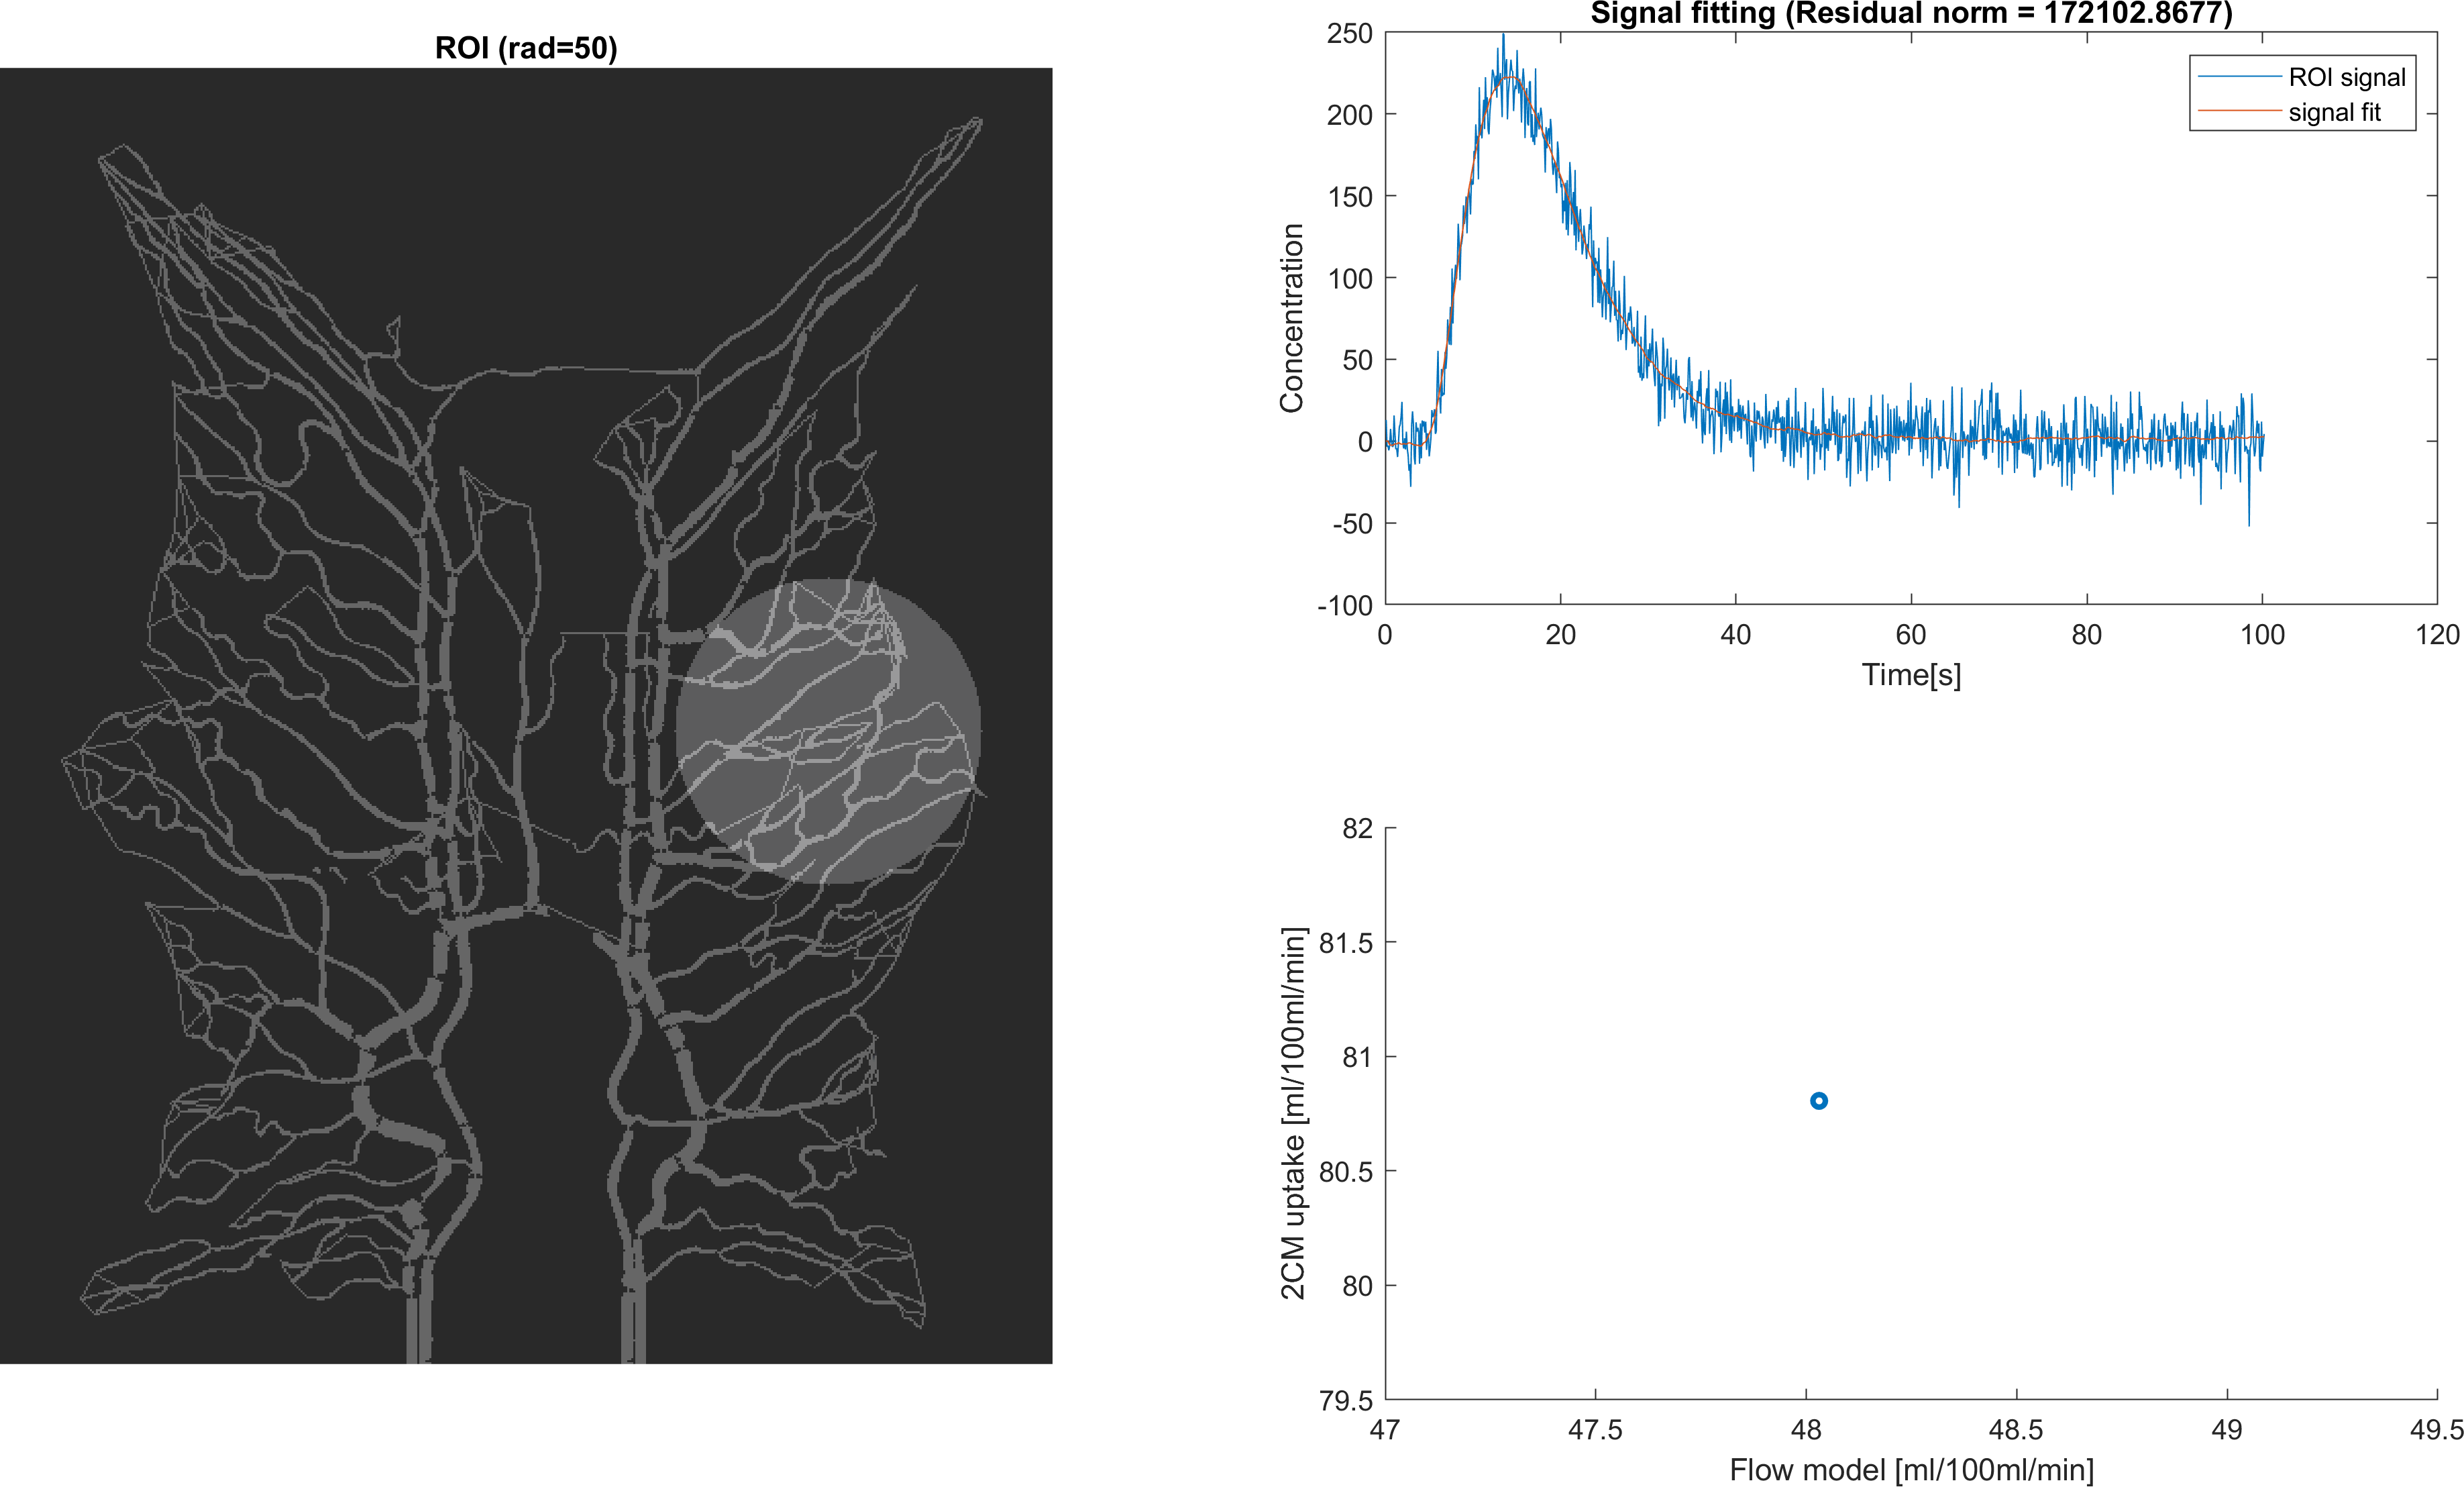 ROI (rad=50)
Signal fitting (Residual norm = 172102.8677)
250
200
150
100
50
0
-50
-100
Concentration
ROI signal
signal fit
0 20 40 60 80 100 120
Time[s]
82
81.5
81
80.5
80
79.5
2CM uptake [ml/100ml/min]
47 47.5 48 48.5 49 49.5
Flow model [ml/100ml/min]